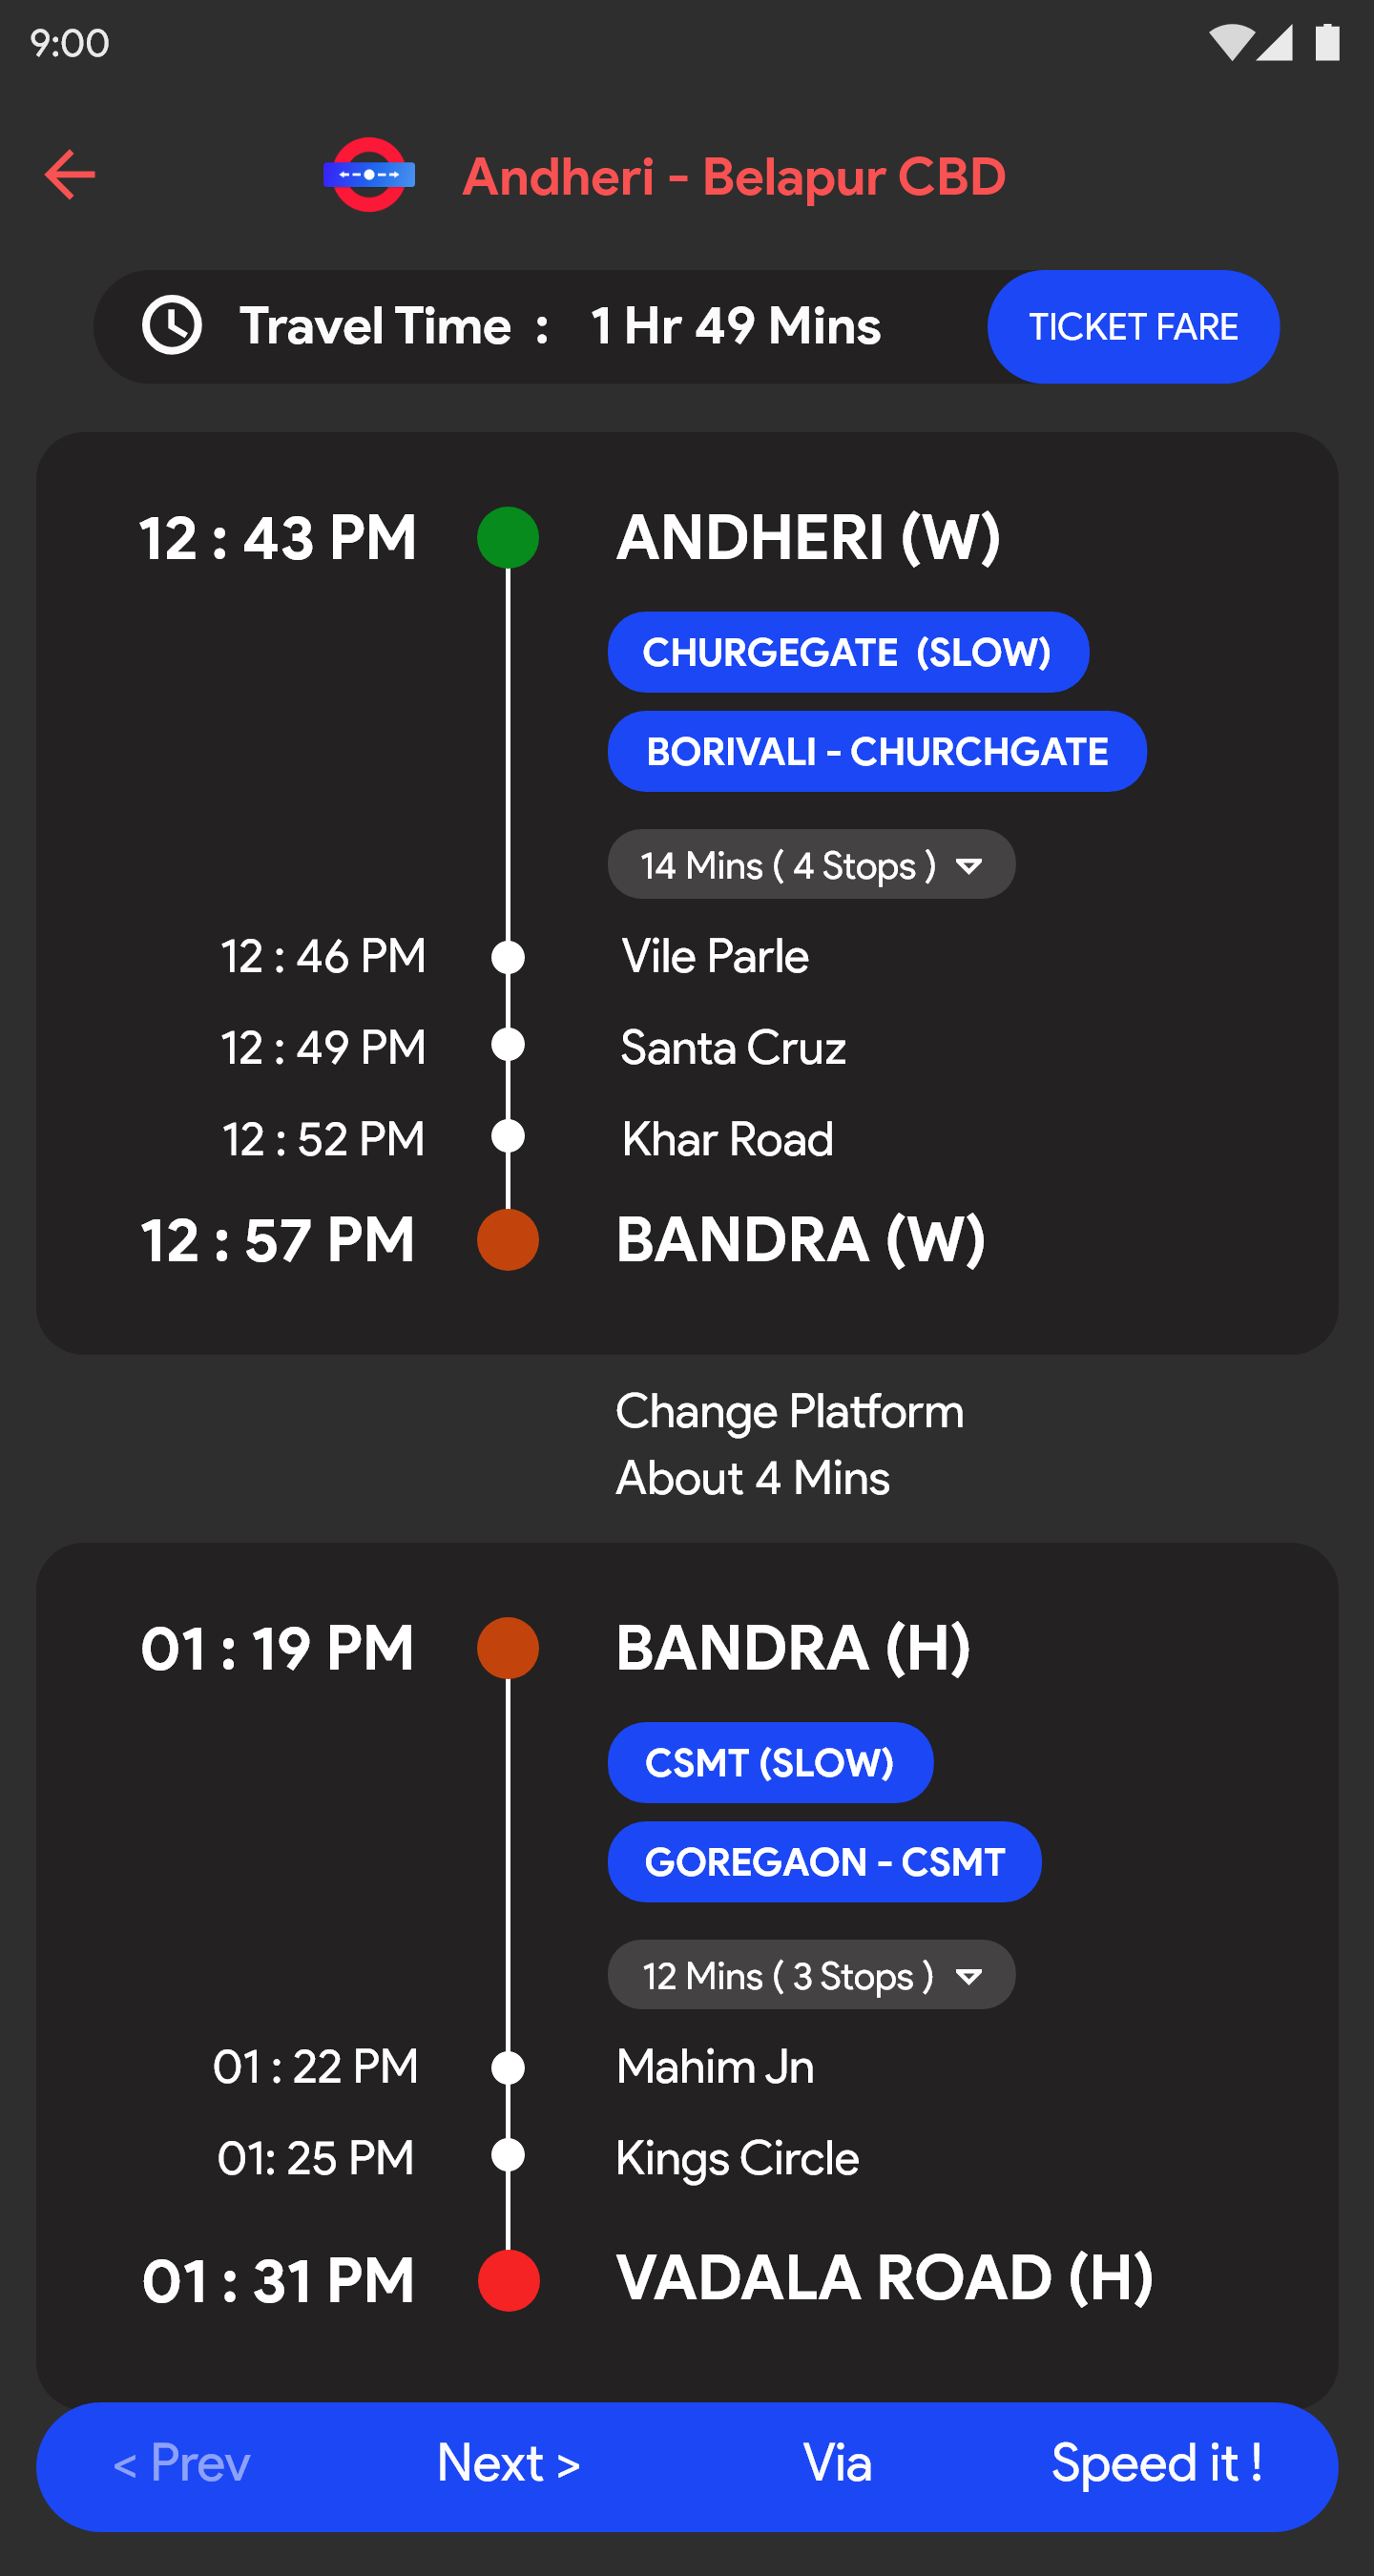 9:00
Andheri - Belapur CBD
Travel Time : 1 Hr 49 Mins
TICKET FARE
12 : 43 PM ANDHERI (W)
CHURGEGATE (SLOW)
BORIVALI - CHURCHGATE
14 Mins ( 4 Stops )
12 : 46 PM Vile Parle
12 : 49 PM Santa Cruz
12 : 52 PM Khar Road
12 : 57 PM BANDRA (W)
Change Platform
About 4 Mins
01 : 19 PM BANDRA (H)
CSMT (SLOW)
GOREGAON - CSMT
12 Mins ( 3 Stops )
01 : 22 PM Mahim Jn
01: 25 PM Kings Circle
01 : 31 PM VADALA ROAD (H)
< Prev Next > Via Speed it !